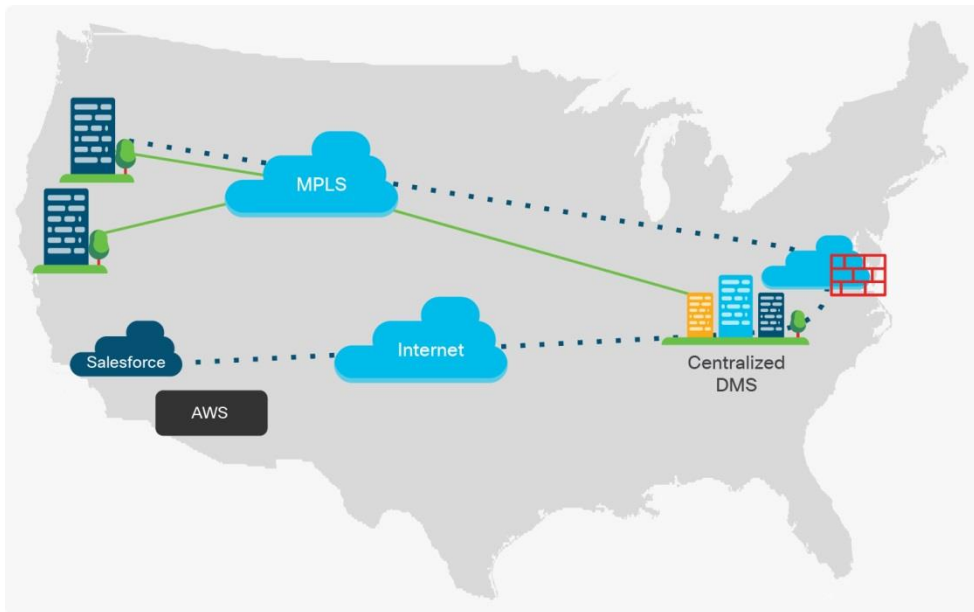 MPLS
Internet
Salesforce
AWS
Centralized
DMS